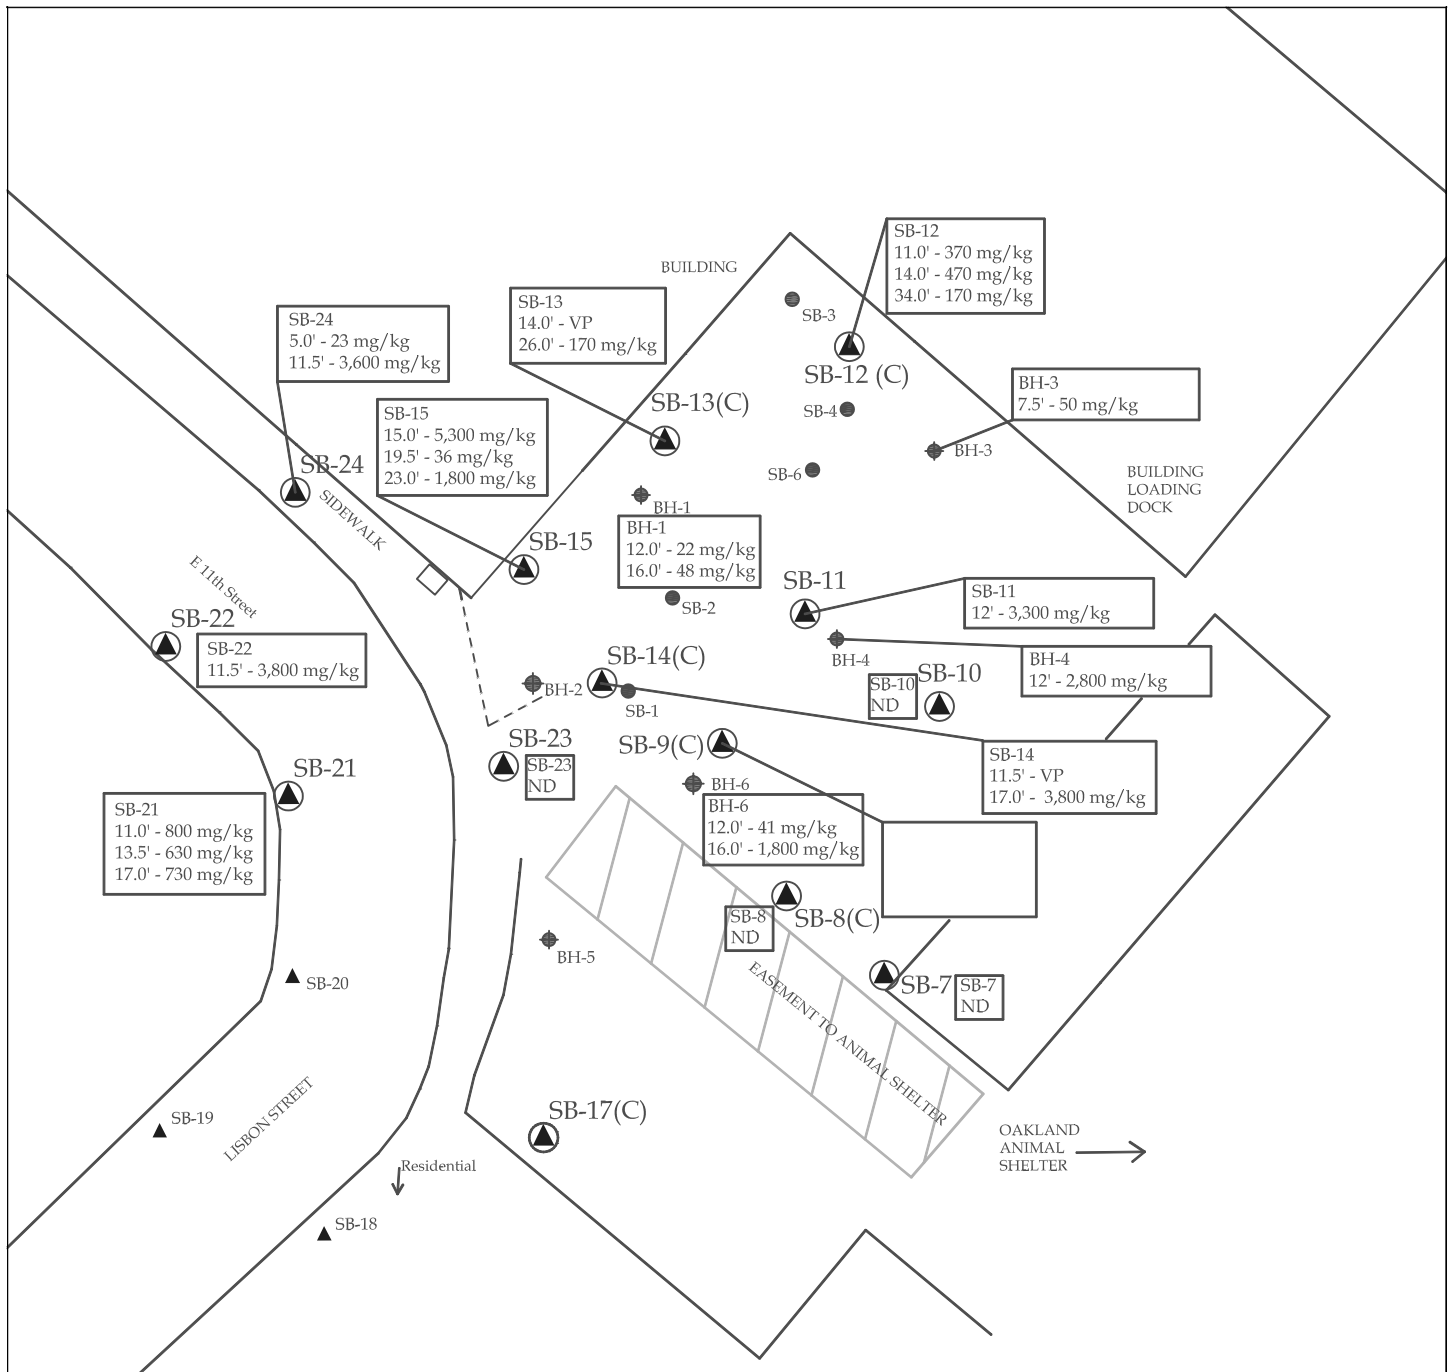 SB-12
11.0' - 370 mg/kg
14.0' - 470 mg/kg
34.0' - 170 mg/kg
BUILDING
SB-13
14.0' - VP
26.0' - 170 mg/kg
SB-3
SB-24
5.0' - 23 mg/kg
11.5' - 3,600 mg/kg
SB-12 (C)
BH-3
7.5' - 50 mg/kg
SB-15
15.0' - 5,300 mg/kg
19.5' - 36 mg/kg
23.0' - 1,800 mg/kg
SB-13(C)
SB-4
BH-3
SB-24
SB-6
BUILDING
LOADING
DOCK
SIDEWALK
BH-1
BH-1
12.0' - 22 mg/kg
16.0' - 48 mg/kg
SB-15
SB-11
SB-11
12' - 3,300 mg/kg
E 11th Street
SB-2
SB-22
SB-22
11.5' - 3,800 mg/kg
BH-4
SB-14(C)
BH-4
12' - 2,800 mg/kg
SB-10
SB-10
ND
BH-2
SB-1
SB-23
SB-23
ND
SB-9(C)
SB-14
11.5' - VP
17.0' - 3,800 mg/kg
SB-21
SB-21
11.0' - 800 mg/kg
13.5' - 630 mg/kg
17.0' - 730 mg/kg
BH-6
BH-6
12.0' - 41 mg/kg
16.0' - 1,800 mg/kg
SB-8(C)
SB-8
ND
BH-5
SB-20
SB-7
SB-7
ND
EASEMENT TO ANIMAL SHELTER
SB-19
LISBON STREET
SB-17(C)
OAKLAND
ANIMAL
SHELTER
Residential
SB-18